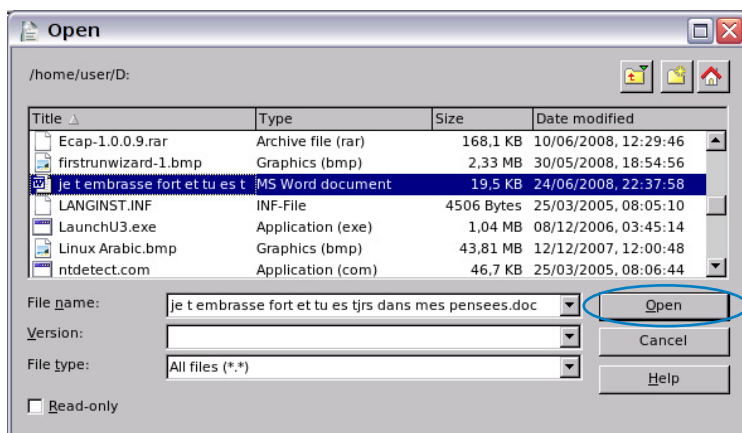 Open
/home/user/D:
Title Type Size Date modified
Ecap-1.0.0.9.rar Archive file (rar) 168,1 KB 10/06/2008, 12:29:46
firstrunwizard-1.bmp Graphics (bmp) 2,33 MB 30/05/2008, 18:54:56
je t embrasse fort et tu es t MS Word document 19,5 KB 24/06/2008, 22:37:58
LANGINST.INF INF-File 4506 Bytes 25/03/2005, 08:05:10
LaunchU3.exe Application (exe) 1,04 MB 08/12/2006, 03:45:14
Linux Arabic.bmp Graphics (bmp) 43,81 MB 12/12/2007, 12:00:48
ntdetect.com Application (com) 46,7 KB 25/03/2005, 08:06:44
File name: je t embrasse fort et tu es tjrs dans mes pensees.doc Open
Version: Cancel
File type: All files (*.*) Help
Read-only